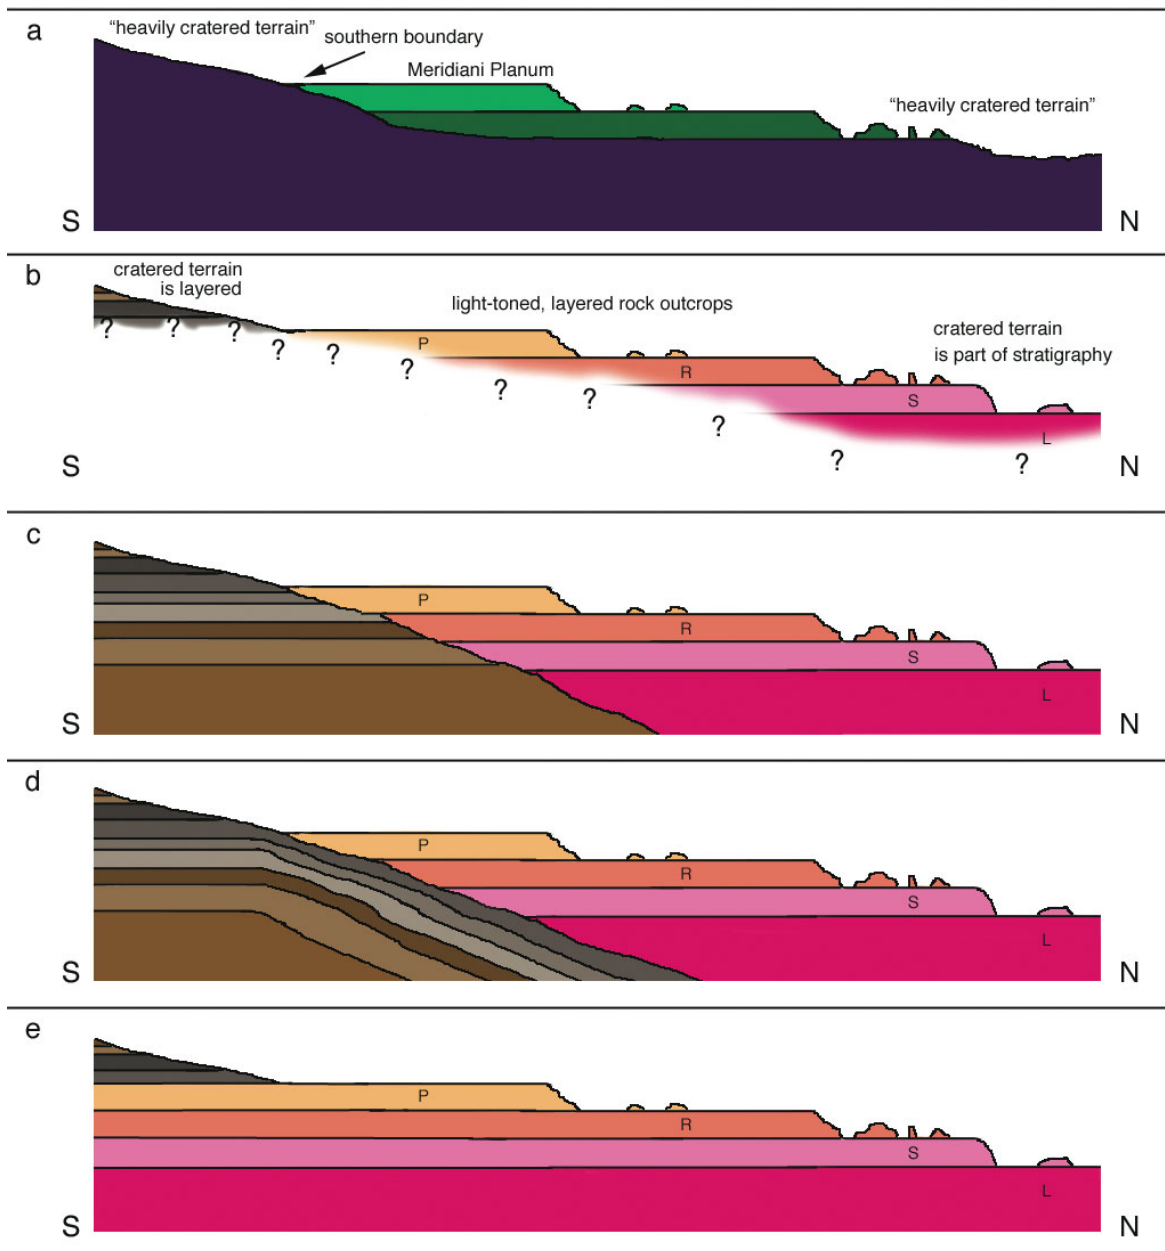 a
“heavily cratered terrain”
southern boundary
Meridiani Planum
“heavily cratered terrain”
S
N
b
cratered terrain
is layered
light-toned, layered rock outcrops
cratered terrain
is part of stratigraphy
P
R
S
L
? ? ? ? ? ? ? ? ? ? ? ?
S
N
c
P
R
S
L
S
N
d
P
R
S
L
S
N
e
P
R
S
L
S
N